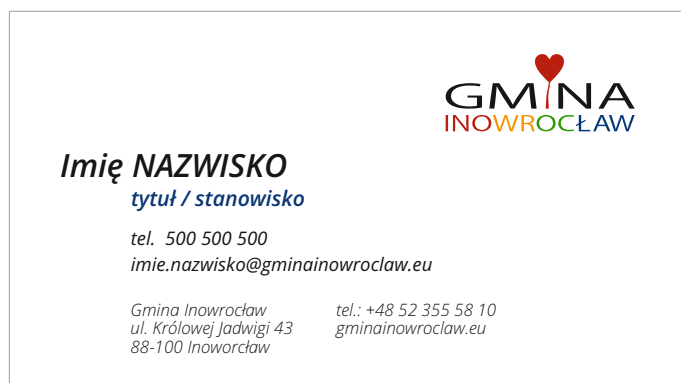 GMINA
INOWROCŁAW
Imię NAZWISKO
tytuł / stanowisko
tel. 500 500 500
imie.nazwisko@gminainowroclaw.eu
Gmina Inowrocław
ul. Królowej Jadwigi 43
88-100 Inoworcław
tel.: +48 52 355 58 10
gminainowroclaw.eu